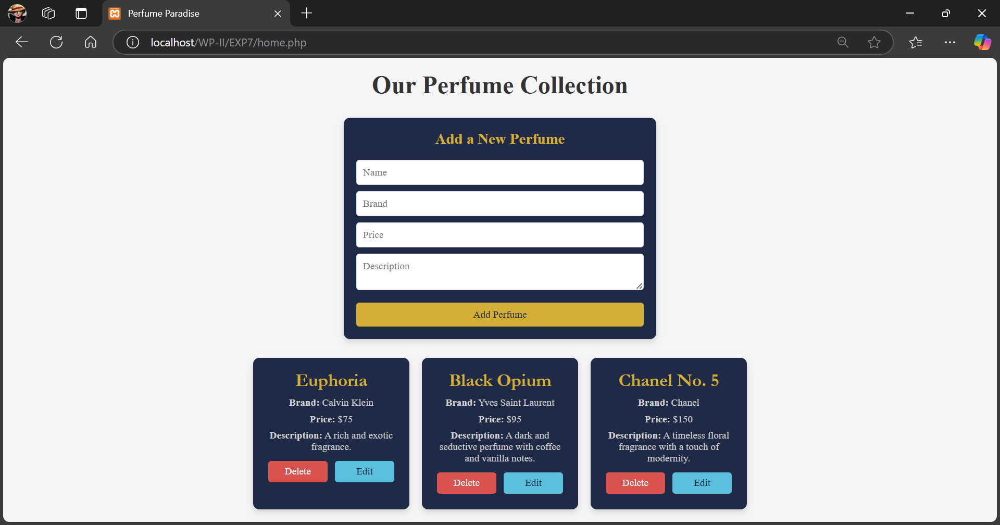 Perfume Paradise
localhost/WP-II/EXP7/home.php
Our Perfume Collection
Add a New Perfume
Name
Brand
Price
Description
Add Perfume
Euphoria
Brand: Calvin Klein
Price: $75
Description: A rich and exotic
fragrance.
Delete Edit
Black Opium
Brand: Yves Saint Laurent
Price: $95
Description: A dark and
seductive perfume with coffee
and vanilla notes.
Delete Edit
Chanel No. 5
Brand: Chanel
Price: $150
Description: A timeless floral
fragrance with a touch of
modernity.
Delete Edit